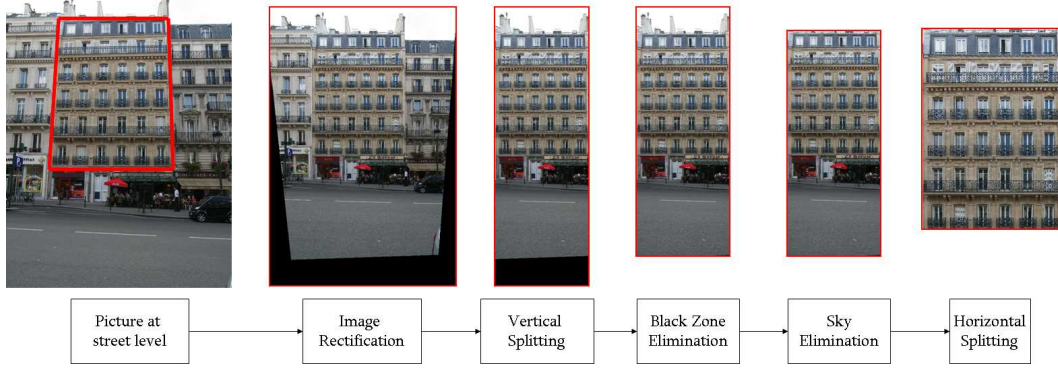 Picture at
street level
Image
Rectification
Vertical
Splitting
Black Zone
Elimination
Sky
Elimination
Horizontal
Splitting